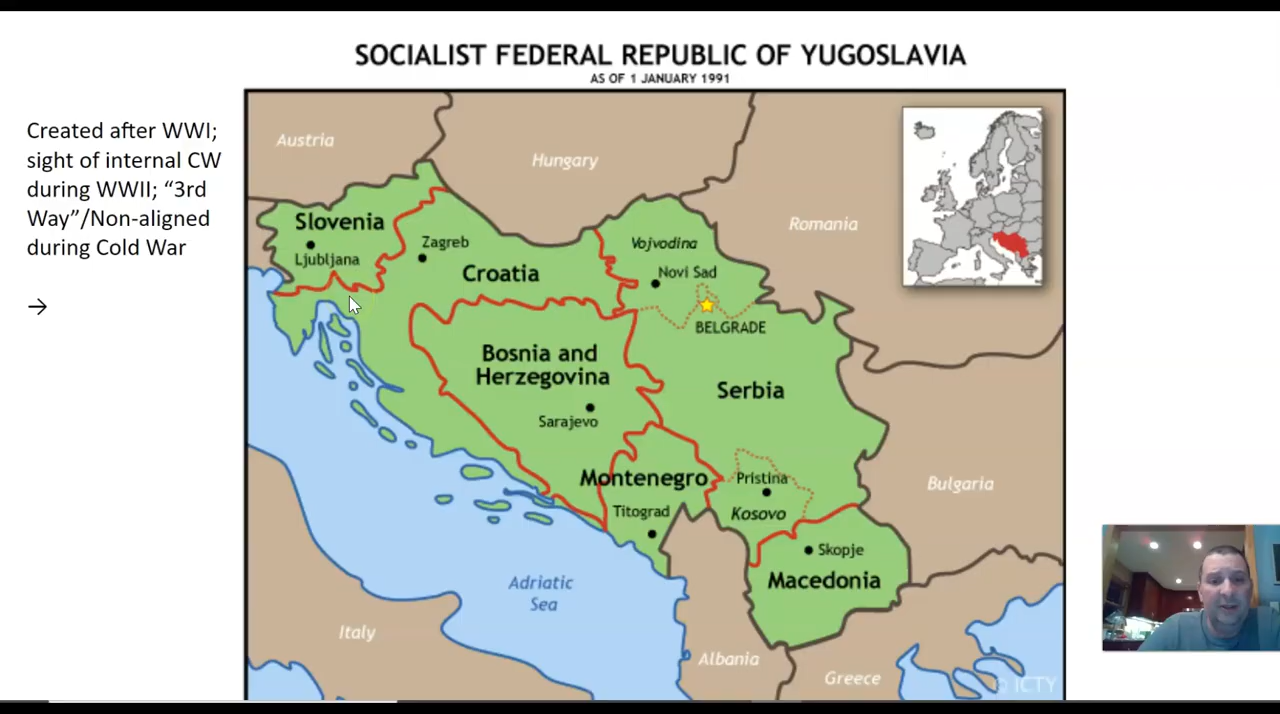 SOCIALIST FEDERAL REPUBLIC OF YUGOSLAVIA
AS OF 1 JANUARY 1991
Created after WWI;
sight of internal CW
during WWII; “3rd
Way”/Non-aligned
during Cold War
→
Austria
Hungary
Romania
Slovenia
Ljubljana
Zagreb
Croatia
Vojvodina
Novi Sad
BELGRADE
Bosnia and
Herzegovina
Sarajevo
Serbia
Montenegro
Titograd
Pristina
Kosovo
Bulgaria
Skopje
Macedonia
Adriatic
Sea
Italy
Albania
Greece
© ICTY